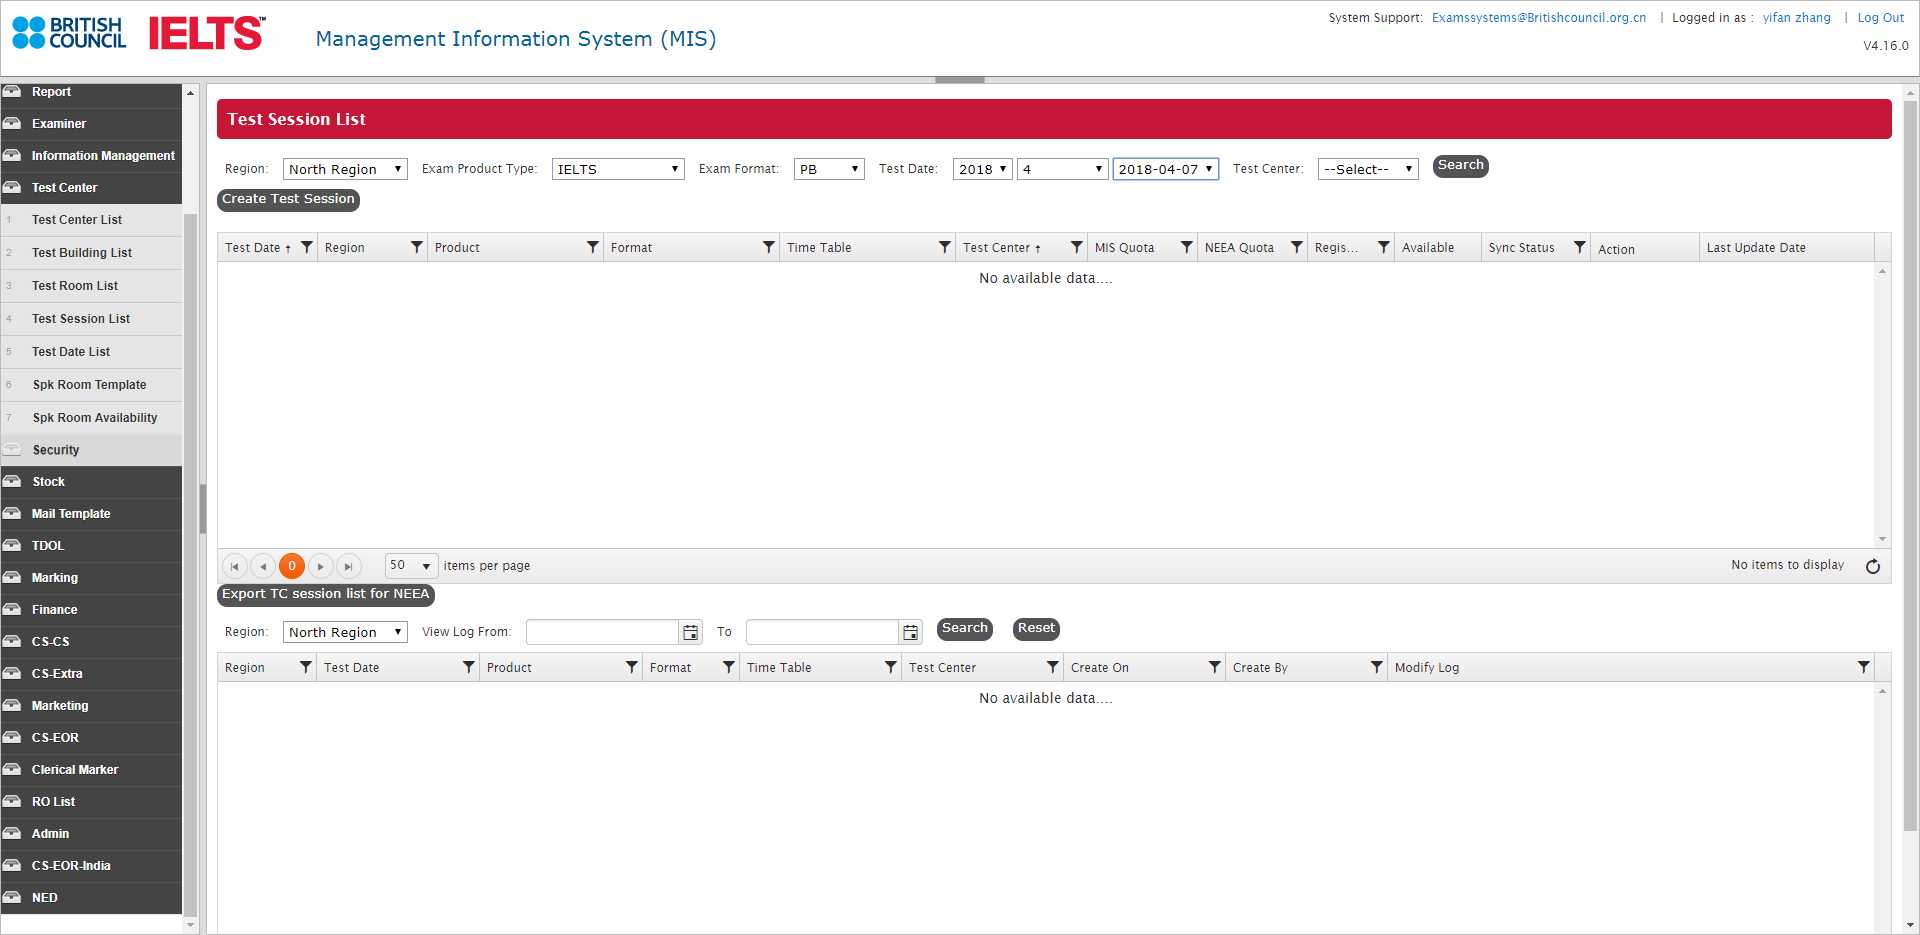 BRITISH
COUNCIL
IELTS™
Management Information System (MIS)
System Support: Examssystems@Britishcouncil.org.cn | Logged in as : yifan zhang | Log Out
V4.16.0
Report
Examiner
Information Management
Test Center
1 Test Center List
2 Test Building List
3 Test Room List
4 Test Session List
5 Test Date List
6 Spk Room Template
7 Spk Room Availability
Security
Stock
Mail Template
TDOL
Marking
Finance
CS-CS
CS-Extra
Marketing
CS-EOR
Clerical Marker
RO List
Admin
CS-EOR-India
NED
Test Session List
Region: North Region Exam Product Type: IELTS Exam Format: PB Test Date: 2018 4 2018-04-07 Test Center: --Select-- Search
Create Test Session
Test Date ↑ Region Product Format Time Table Test Center ↑ MIS Quota NEEA Quota Regis... Available Sync Status Action Last Update Date
No available data....
0 50 items per page No items to display
Export TC session list for NEEA
Region: North Region View Log From: To Search Reset
Region Test Date Product Format Time Table Test Center Create On Create By Modify Log
No available data....